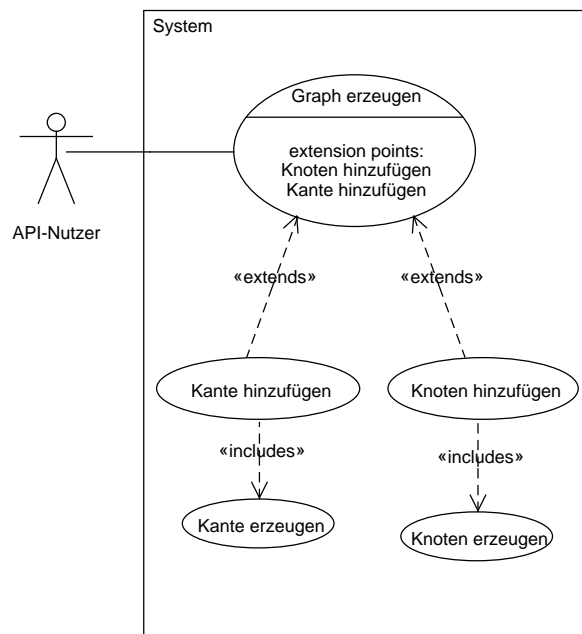 System
Graph erzeugen
extension points:
Knoten hinzufügen
Kante hinzufügen
API-Nutzer
«extends»
«extends»
Kante hinzufügen
Knoten hinzufügen
«includes»
«includes»
Kante erzeugen
Knoten erzeugen